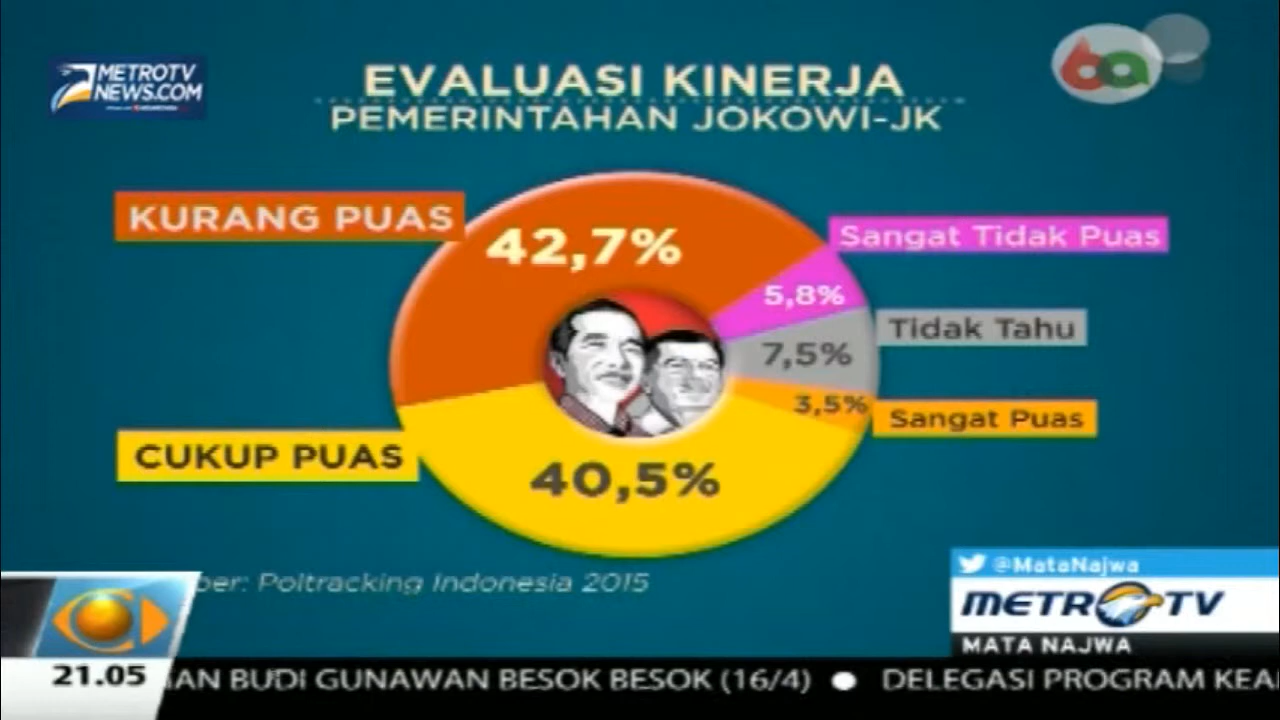 METROTV
NEWS.COM
EVALUASI KINERJA
PEMERINTAHAN JOKOWI-JK
KURANG PUAS
42,7%
Sangat Tidak Puas
5,8%
Tidak Tahu
7,5%
3,5%
Sangat Puas
CUKUP PUAS
40,5%
ber: Poltracking Indonesia 2015
@MataNajwa
METRO TV
MATA NAJWA
21.05
IAN BUDI GUNAWAN BESOK BESOK (16/4) ● DELEGASI PROGRAM KEA